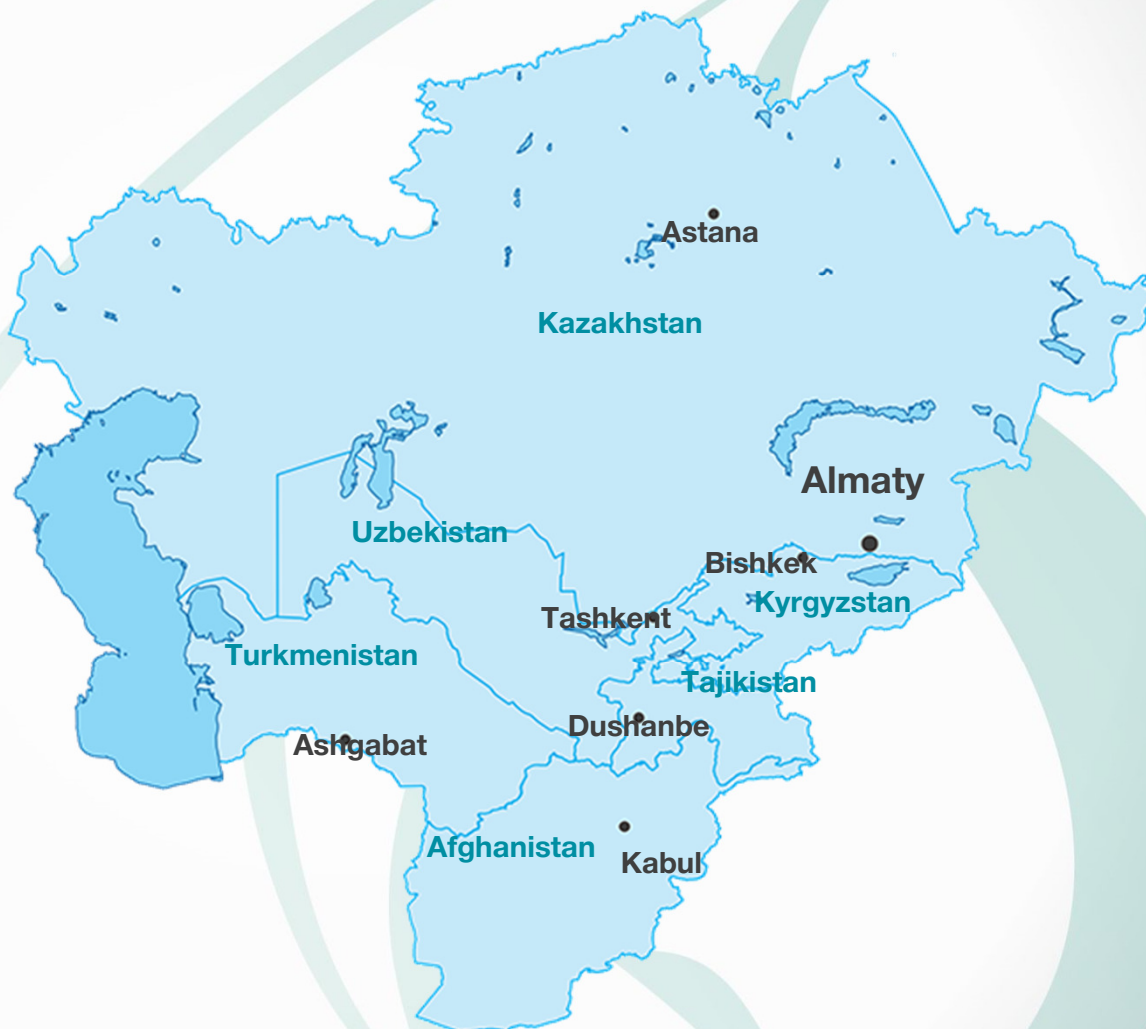 Astana
Kazakhstan
Almaty
Uzbekistan
Bishkek
Kyrgyzstan
Tashkent
Turkmenistan
Tajikistan
Dushanbe
Ashgabat
Afghanistan
Kabul